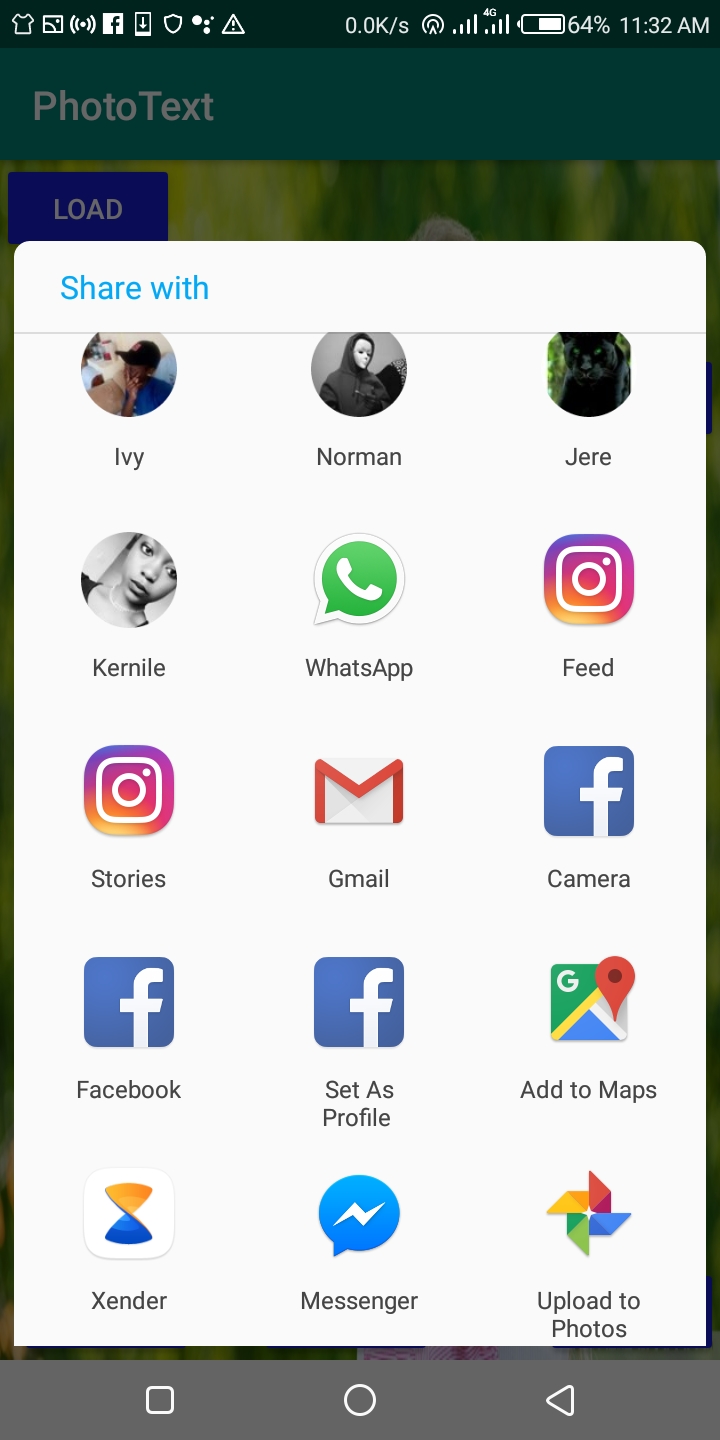 0.0K/s 4G 64% 11:32 AM
PhotoText
LOAD
Share with
Ivy Norman Jere
Kernile WhatsApp Feed
Stories Gmail Camera
Facebook Set As Profile Add to Maps
Xender Messenger Upload to Photos